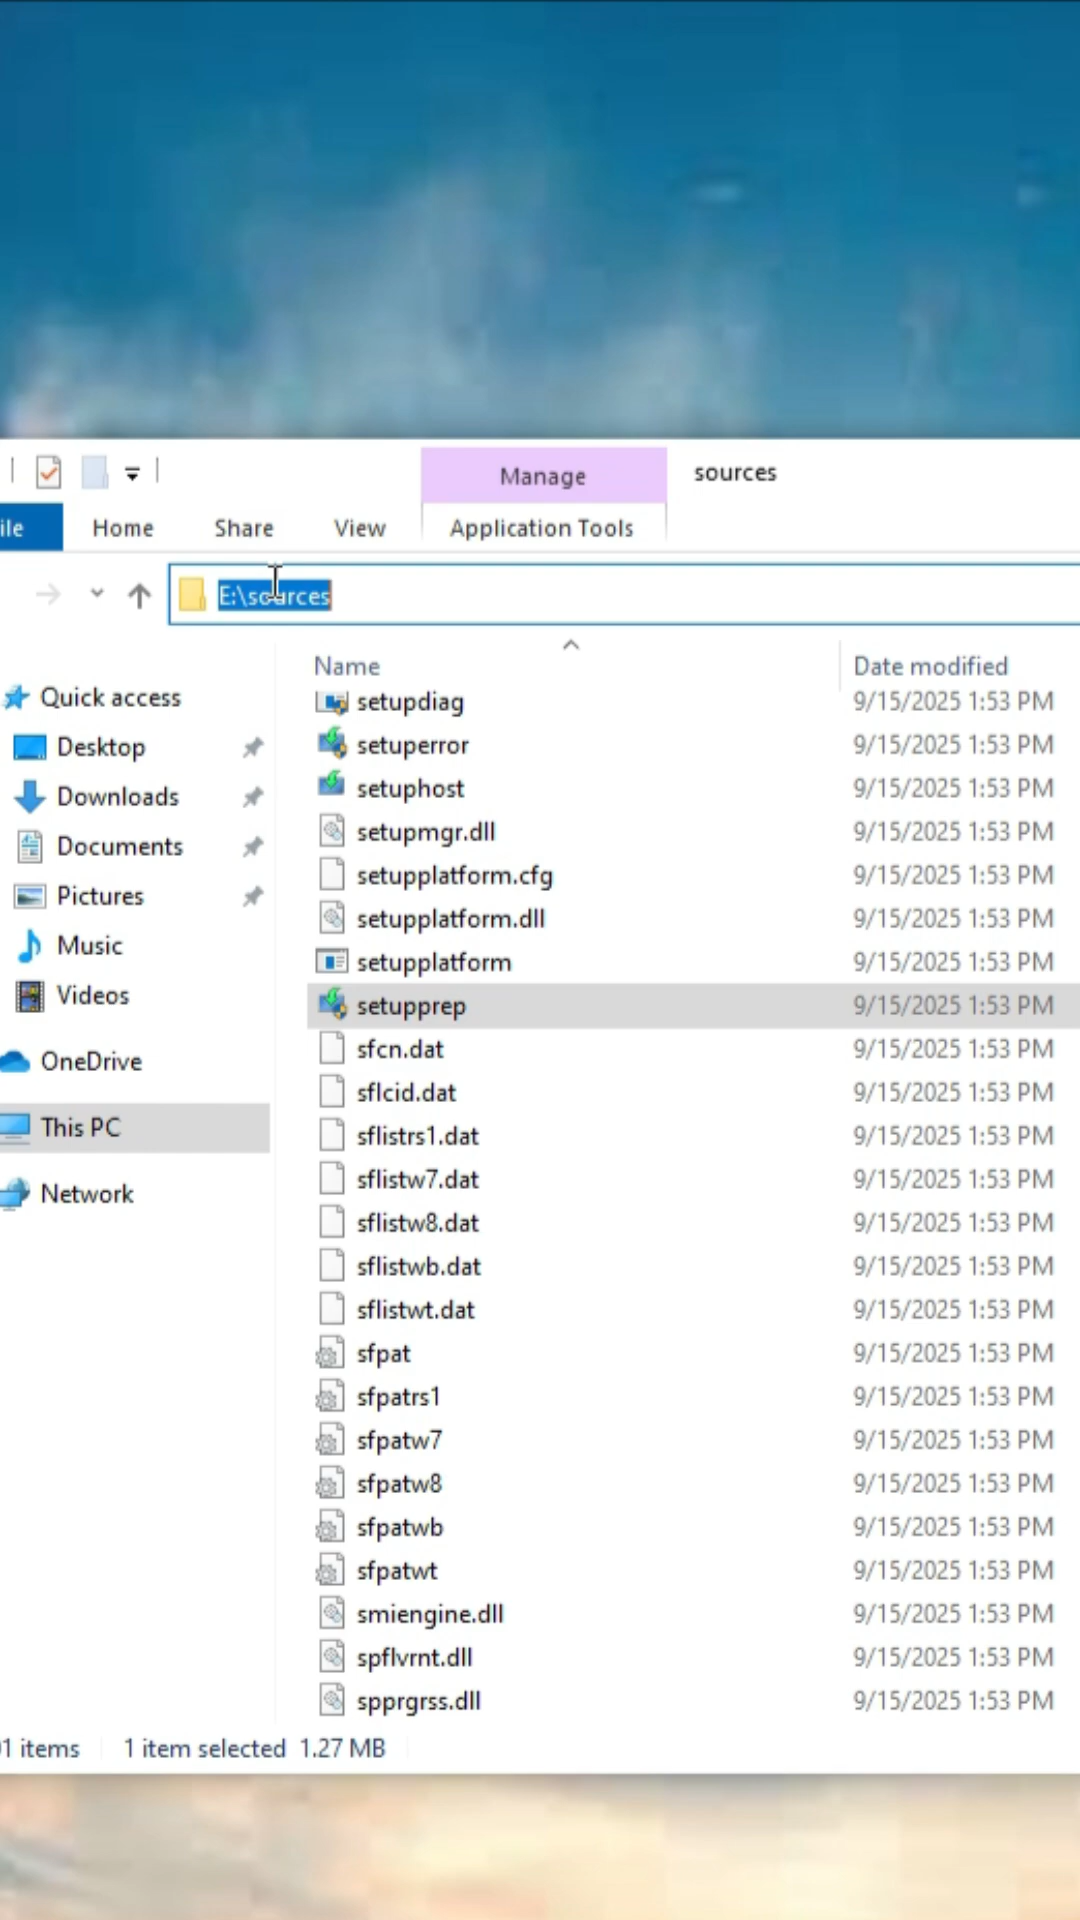 Manage
sources
ile
Home
Share
View
Application Tools
E:\sources
Name
Date modified
Quick access
Desktop
Downloads
Documents
Pictures
Music
Videos
OneDrive
This PC
Network
setupdiag 9/15/2025 1:53 PM
setuperror 9/15/2025 1:53 PM
setuphost 9/15/2025 1:53 PM
setupmgr.dll 9/15/2025 1:53 PM
setupplatform.cfg 9/15/2025 1:53 PM
setupplatform.dll 9/15/2025 1:53 PM
setupplatform 9/15/2025 1:53 PM
setupprep 9/15/2025 1:53 PM
sfcn.dat 9/15/2025 1:53 PM
sflcid.dat 9/15/2025 1:53 PM
sflistrs1.dat 9/15/2025 1:53 PM
sflistw7.dat 9/15/2025 1:53 PM
sflistw8.dat 9/15/2025 1:53 PM
sflistwb.dat 9/15/2025 1:53 PM
sflistwt.dat 9/15/2025 1:53 PM
sfpat 9/15/2025 1:53 PM
sfpatrs1 9/15/2025 1:53 PM
sfpatw7 9/15/2025 1:53 PM
sfpatw8 9/15/2025 1:53 PM
sfpatwb 9/15/2025 1:53 PM
sfpatwt 9/15/2025 1:53 PM
smiengine.dll 9/15/2025 1:53 PM
spflvrnt.dll 9/15/2025 1:53 PM
spprgrss.dll 9/15/2025 1:53 PM
1 items 1 item selected 1.27 MB